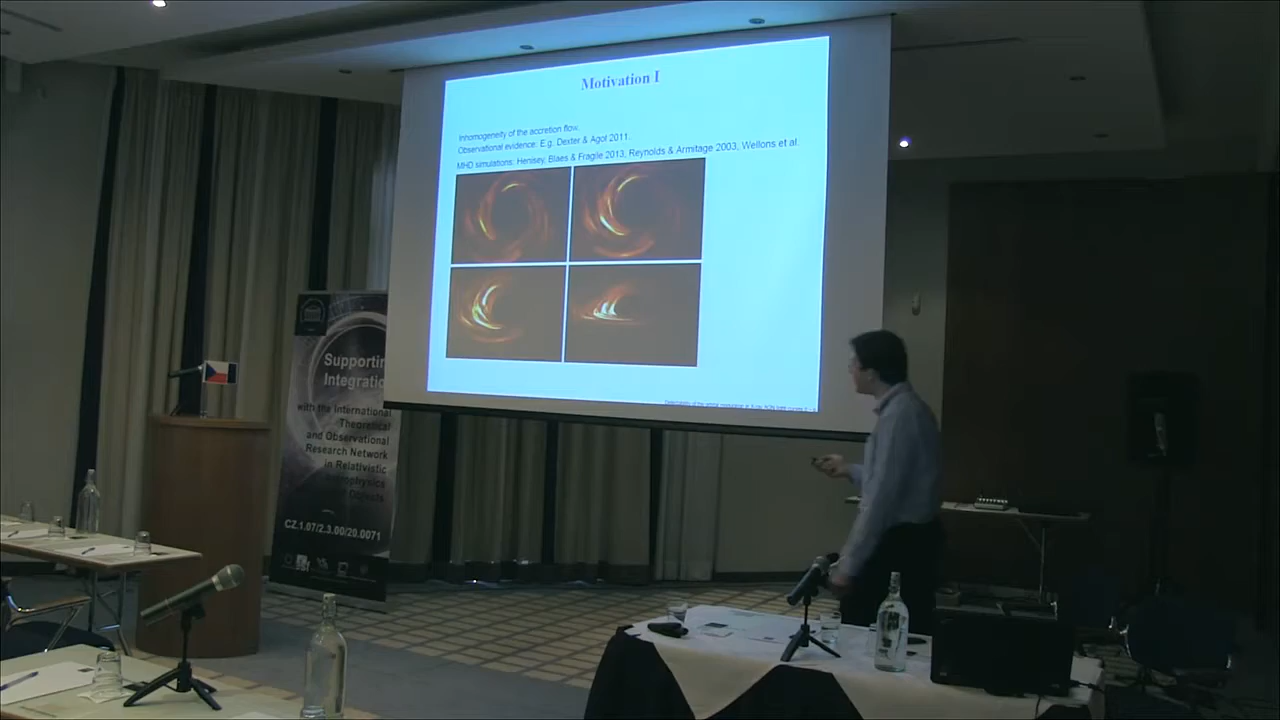 Motivation I
Inhomogeneity of the accretion flow.
Observational evidence: E.g. Dexter & Agol 2011.
MHD simulations: Henisey, Blaes & Fragile 2013, Reynolds & Armitage 2003, Wellons et al.
Supporting
Integratio
with the International
Theoretical
and Observational
Research Network
in Relativistic
Objects
CZ.1.07/2.3.00/20.0071